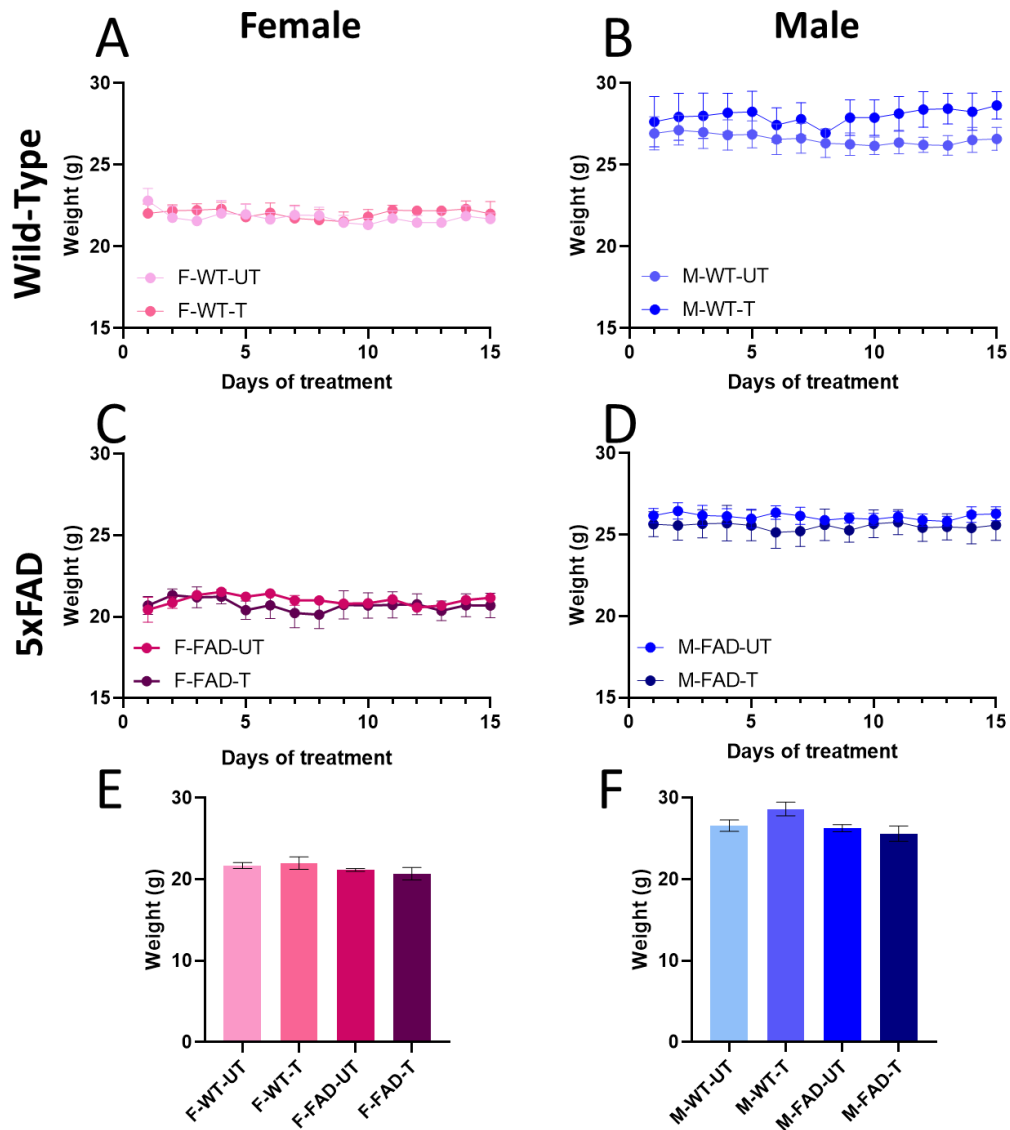 Female
Male
A
B
Wild-Type
Weight (g)
30
25
20
15
F-WT-UT
F-WT-T
0
5
10
15
Days of treatment
Weight (g)
30
25
20
15
M-WT-UT
M-WT-T
0
5
10
15
Days of treatment
C
D
5xFAD
Weight (g)
30
25
20
15
F-FAD-UT
F-FAD-T
0
5
10
15
Days of treatment
Weight (g)
30
25
20
15
M-FAD-UT
M-FAD-T
0
5
10
15
Days of treatment
E
F
Weight (g)
30
20
10
0
F-WT-UT
F-WT-T
F-FAD-UT
F-FAD-T
Weight (g)
30
20
10
0
M-WT-UT
M-WT-T
M-FAD-UT
M-FAD-T